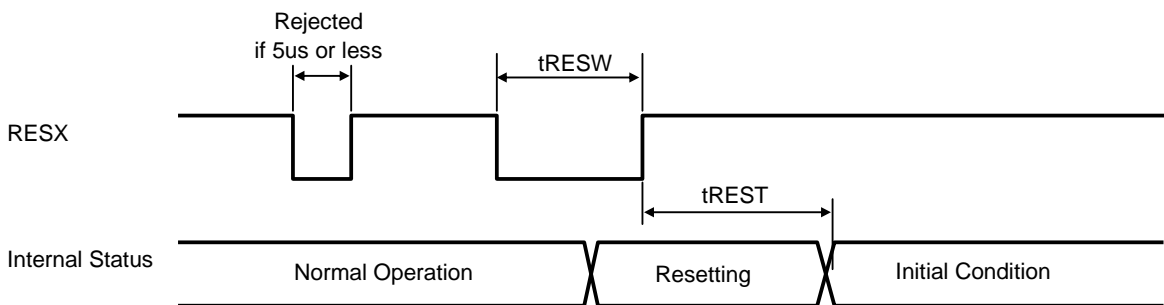 Rejected
if 5us or less
tRESW
RESX
tREST
Internal Status
Normal Operation
Resetting
Initial Condition